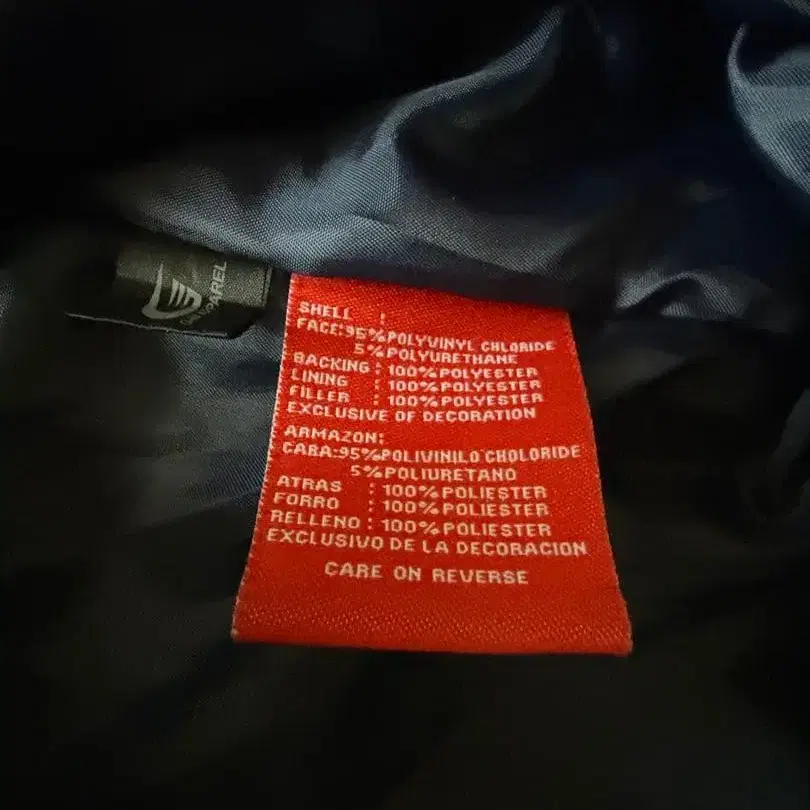 SHELL :
FACE:95%POLYVINYL CHLORIDE
5%POLYURETHANE
BACKING : 100%POLYESTER
LINING : 100%POLYESTER
FILLER : 100%POLYESTER
EXCLUSIVE OF DECORATION
ARMAZON:
CARA:95%POLIVINILO CHOLORIDE
5%POLIURETANO
ATRAS : 100%POLIESTER
FORRO : 100%POLIESTER
RELLENO : 100%POLIESTER
EXCLUSIVO DE LA DECORACION
CARE ON REVERSE